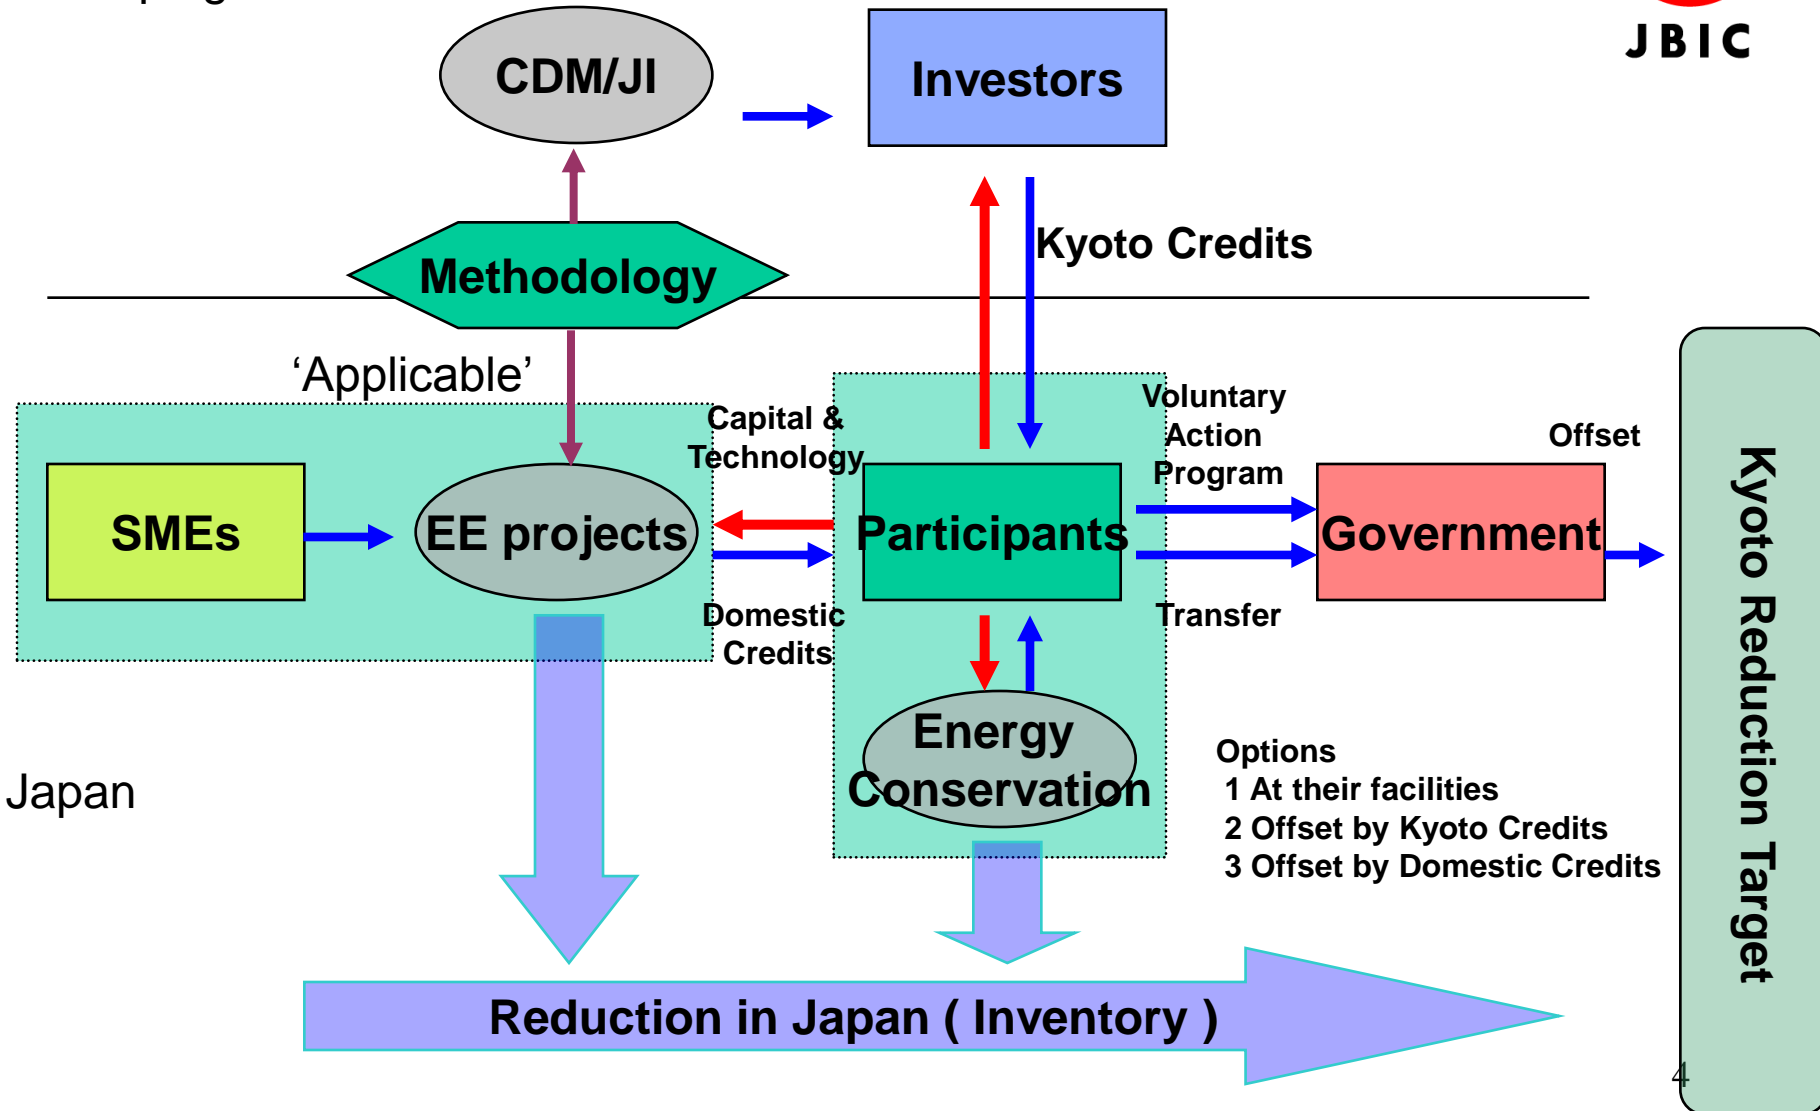 JBIC
CDM/JI
Investors
Kyoto Credits
Methodology
‘Applicable’
Capital &
Technology
Voluntary
Action
Program
Offset
SMEs
EE projects
Participants
Government
Domestic
Credits
Transfer
Energy
Conservation
Options
1 At their facilities
2 Offset by Kyoto Credits
3 Offset by Domestic Credits
Japan
Reduction in Japan ( Inventory )
Kyoto Reduction Target
4